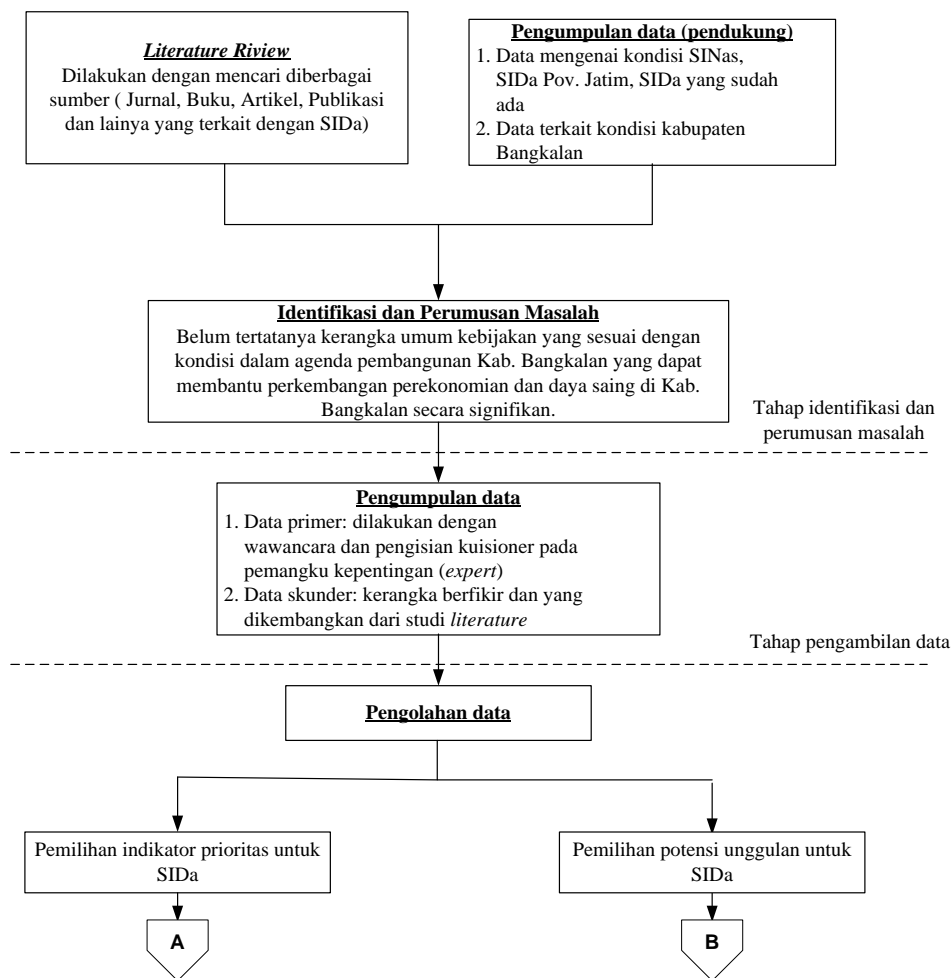 Literature Riview
Dilakukan dengan mencari diberbagai
sumber ( Jurnal, Buku, Artikel, Publikasi
dan lainya yang terkait dengan SIDa)
Pengumpulan data (pendukung)
1. Data mengenai kondisi SINas,
SIDa Pov. Jatim, SIDa yang sudah
ada
2. Data terkait kondisi kabupaten
Bangkalan
Identifikasi dan Perumusan Masalah
Belum tertatanya kerangka umum kebijakan yang sesuai dengan
kondisi dalam agenda pembangunan Kab. Bangkalan yang dapat
membantu perkembangan perekonomian dan daya saing di Kab.
Bangkalan secara signifikan.
Tahap identifikasi dan
perumusan masalah
Pengumpulan data
1. Data primer: dilakukan dengan
wawancara dan pengisian kuisioner pada
pemangku kepentingan (expert)
2. Data skunder: kerangka berfikir dan yang
dikembangkan dari studi literature
Tahap pengambilan data
Pengolahan data
Pemilihan indikator prioritas untuk
SIDa
Pemilihan potensi unggulan untuk
SIDa
A
B